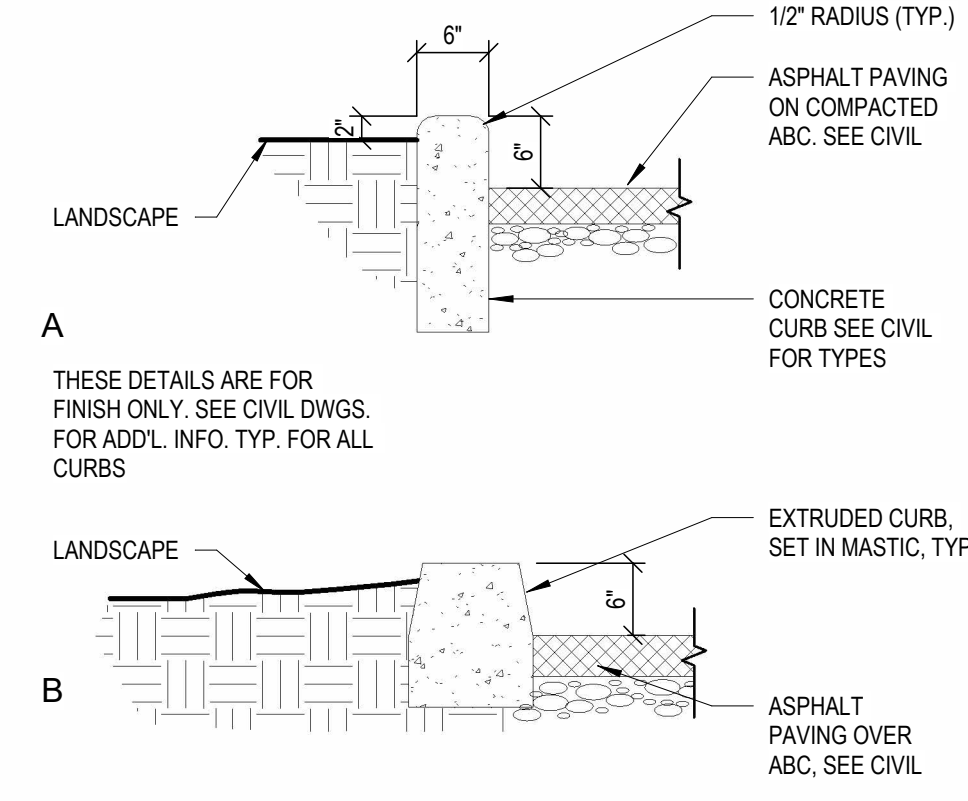 1/2" RADIUS (TYP.)
6"
ASPHALT PAVING
ON COMPACTED
ABC. SEE CIVIL
2"
6"
LANDSCAPE
CONCRETE
CURB SEE CIVIL
FOR TYPES
A
THESE DETAILS ARE FOR
FINISH ONLY. SEE CIVIL DWGS.
FOR ADD'L. INFO. TYP. FOR ALL
CURBS
EXTRUDED CURB,
SET IN MASTIC, TYP
LANDSCAPE
6"
B
ASPHALT
PAVING OVER
ABC, SEE CIVIL